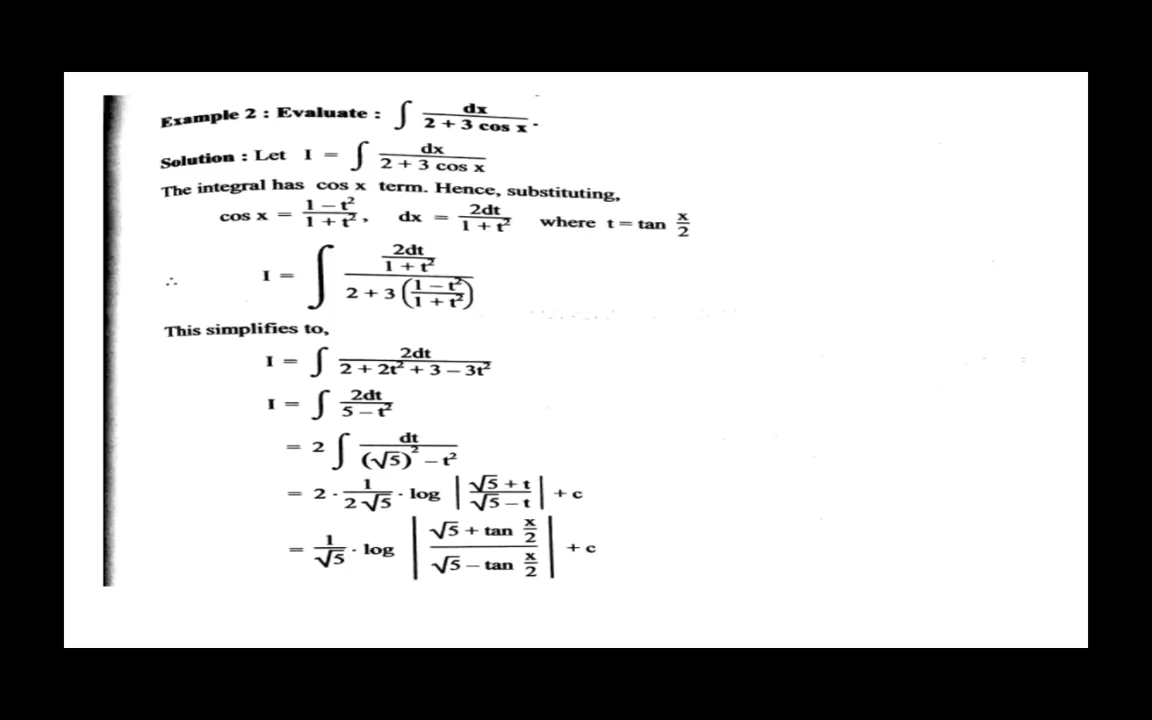 Example 2 : Evaluate : ∫ dx / (2 + 3 cos x) .
Solution : Let I = ∫ dx / (2 + 3 cos x)
The integral has cos x term. Hence, substituting,
cos x = (1 – t²) / (1 + t²) , dx = 2dt / (1 + t²) where t = tan x/2
∴ I = ∫ (2dt / (1 + t²)) / (2 + 3 ((1 – t²) / (1 + t²)))
This simplifies to,
I = ∫ 2dt / (2 + 2t² + 3 – 3t²)
I = ∫ 2dt / (5 – t²)
= 2 ∫ dt / ((√5)² – t²)
= 2 · 1 / (2√5) · log | (√5 + t) / (√5 – t) | + c
= 1 / √5 · log | (√5 + tan x/2) / (√5 – tan x/2) | + c